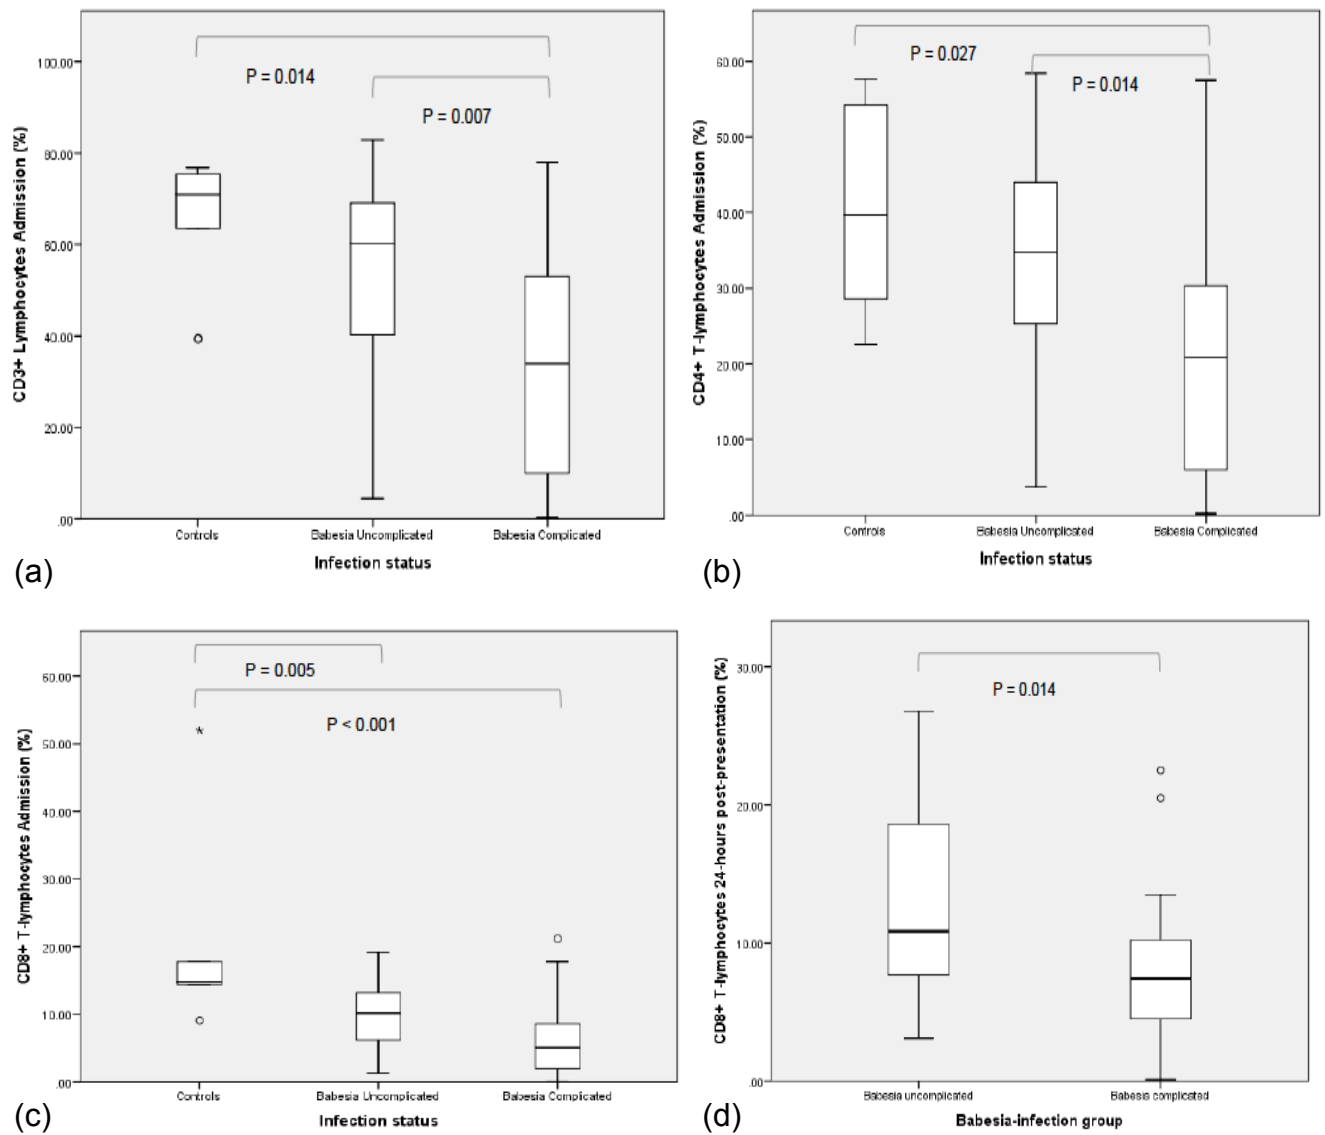 CD3+ Lymphocytes Admission (%)
100.00
80.00
60.00
40.00
20.00
.00
P = 0.014
P = 0.007
Controls
Babesia Uncomplicated
Babesia Complicated
Infection status
(a)
CD4+ T-lymphocytes Admission (%)
60.00
50.00
40.00
30.00
20.00
10.00
.00
P = 0.027
P = 0.014
Controls
Babesia Uncomplicated
Babesia Complicated
Infection status
(b)
CD8+ T-lymphocytes Admission (%)
60.00
50.00
40.00
30.00
20.00
10.00
.00
P = 0.005
P < 0.001
*
Controls
Babesia Uncomplicated
Babesia Complicated
Infection status
(c)
CD8+ T-lymphocytes 24-hours post-presentation (%)
30.00
20.00
10.00
.00
P = 0.014
Babesia uncomplicated
Babesia complicated
Babesia-infection group
(d)